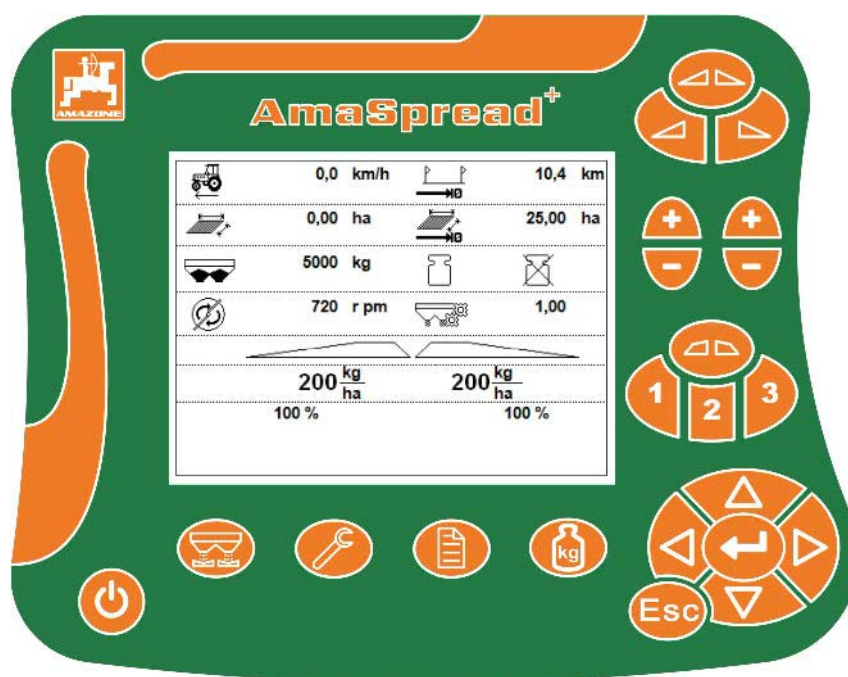 AMAZONE
AmaSpread+
0,0 km/h 10,4 km
0,00 ha 25,00 ha
5000 kg
720 r pm 1,00
200 kg/ha 200 kg/ha
100 % 100 %
+ +
- -
1 2 3
kg
Esc